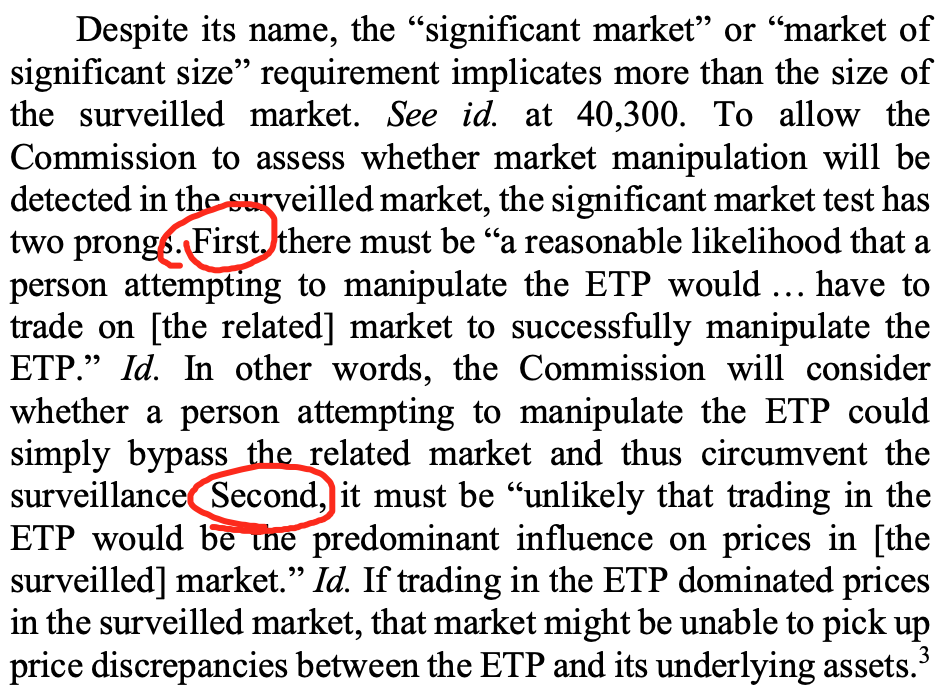 Despite its name, the “significant market” or “market of
significant size” requirement implicates more than the size of
the surveilled market. See id. at 40,300. To allow the
Commission to assess whether market manipulation will be
detected in the surveilled market, the significant market test has
two prongs. First, there must be “a reasonable likelihood that a
person attempting to manipulate the ETP would … have to
trade on [the related] market to successfully manipulate the
ETP.” Id. In other words, the Commission will consider
whether a person attempting to manipulate the ETP could
simply bypass the related market and thus circumvent the
surveillance. Second, it must be “unlikely that trading in the
ETP would be the predominant influence on prices in [the
surveilled] market.” Id. If trading in the ETP dominated prices
in the surveilled market, that market might be unable to pick up
price discrepancies between the ETP and its underlying assets.³